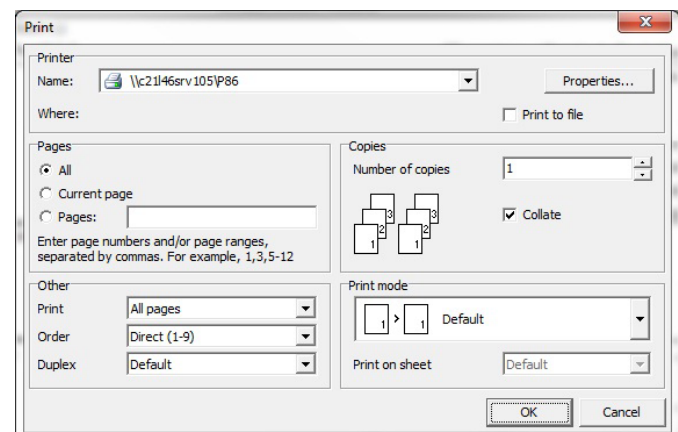 Print
Printer
Name: \\c21l46srv105\P86 Properties...
Where: Print to file
Pages
All
Current page
Pages:
Enter page numbers and/or page ranges,
separated by commas. For example, 1,3,5-12
Copies
Number of copies 1
3 3
2 2
1 1
Collate
Other
Print All pages
Order Direct (1-9)
Duplex Default
Print mode
1 > 1 Default
Print on sheet Default
OK Cancel